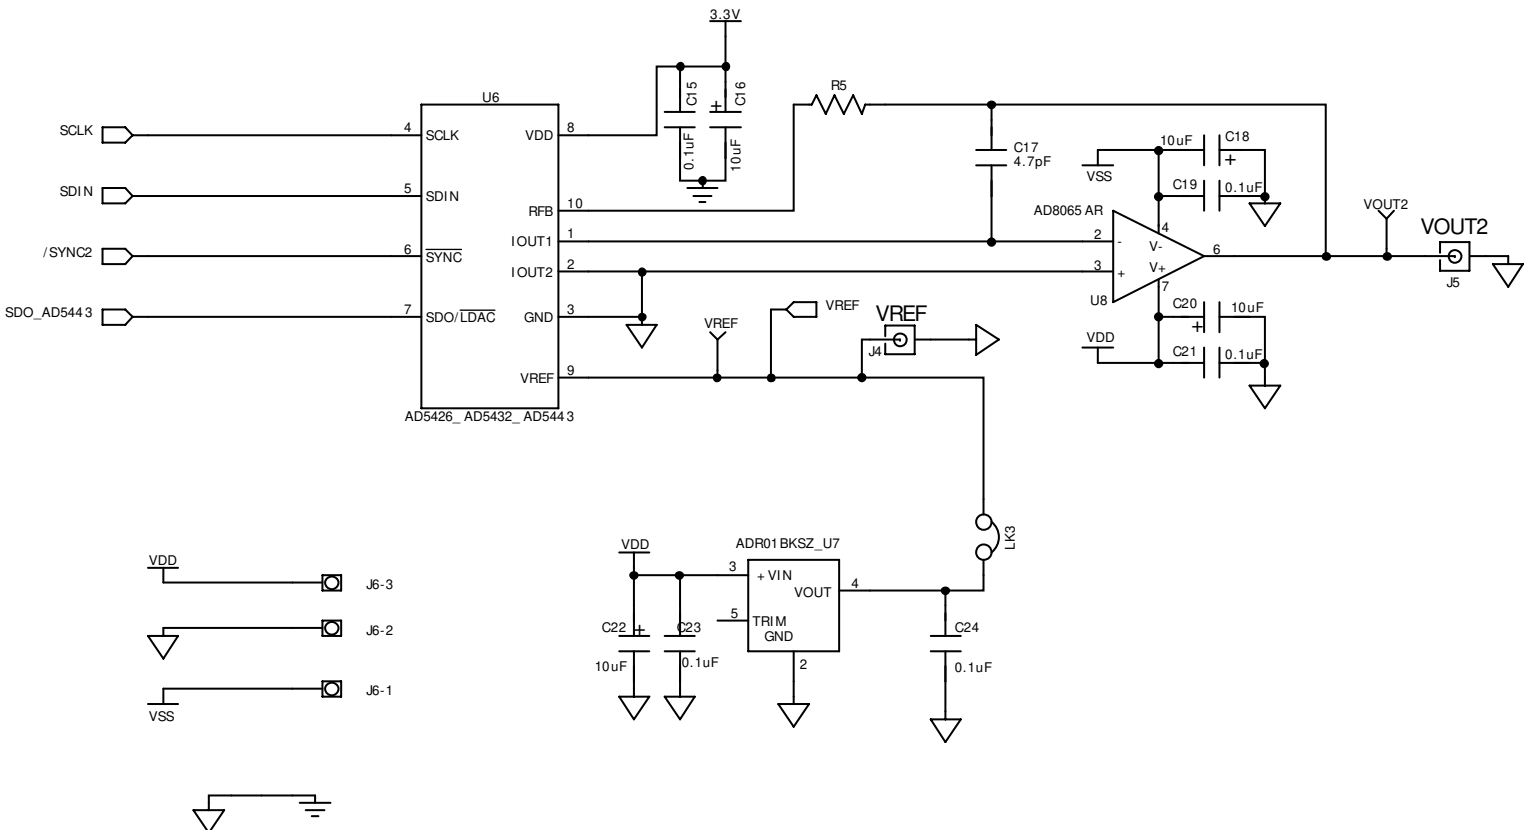 3.3V
U6
SCLK
4
SCLK
VDD
8
C15
0.1uF
+
C16
10uF
R5
C17
4.7pF
SDIN
5
SDIN
RFB
10
/SYNC2
6
SYNC
IOUT1
1
IOUT2
2
SDO_AD5443
7
SDO/LDAC
GND
3
VREF
9
AD5426_AD5432_AD5443
VSS
10uF
C18
+
C19
0.1uF
AD8065AR
2
-
4
V-
3
+
V+
7
6
U8
VOUT2
VOUT2
J5
VREF
VREF
VREF
J4
VDD
C20
+
10uF
C21
0.1uF
LK3
VDD
ADR01BKSZ_U7
3
+VIN
VOUT
4
5
TRIM
GND
2
C22
+
10uF
C23
0.1uF
C24
0.1uF
VDD
J6-3
J6-2
J6-1
VSS